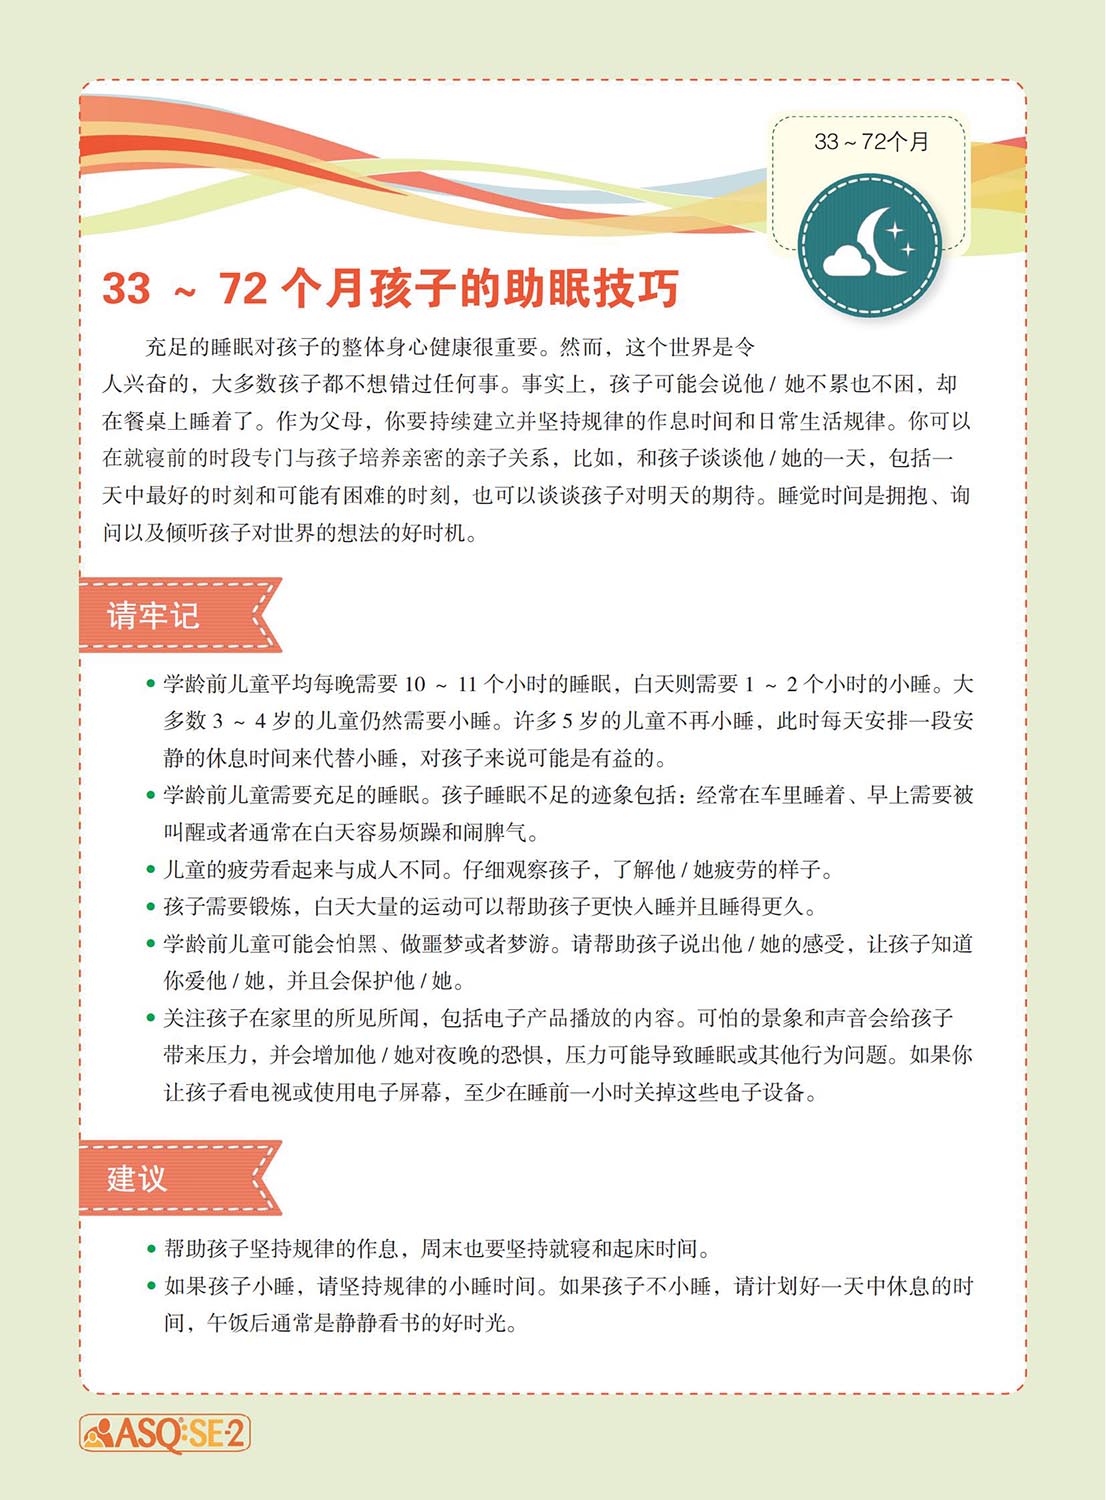 33～72个月
33 ～ 72 个月孩子的助眠技巧
充足的睡眠对孩子的整体身心健康很重要。然而，这个世界是令
人兴奋的，大多数孩子都不想错过任何事。事实上，孩子可能会说他 / 她不累也不困，却
在餐桌上睡着了。作为父母，你要持续建立并坚持规律的作息时间和日常生活规律。你可以
在就寝前的时段专门与孩子培养亲密的亲子关系，比如，和孩子谈谈他 / 她的一天，包括一
天中最好的时刻和可能有困难的时刻，也可以谈谈孩子对明天的期待。睡觉时间是拥抱、询
问以及倾听孩子对世界的想法的好时机。
请牢记
• 学龄前儿童平均每晚需要 10 ～ 11 个小时的睡眠，白天则需要 1 ～ 2 个小时的小睡。大
多数 3 ～ 4 岁的儿童仍然需要小睡。许多 5 岁的儿童不再小睡，此时每天安排一段安
静的休息时间来代替小睡，对孩子来说可能是有益的。
• 学龄前儿童需要充足的睡眠。孩子睡眠不足的迹象包括：经常在车里睡着、早上需要被
叫醒或者通常在白天容易烦躁和闹脾气。
• 儿童的疲劳看起来与成人不同。仔细观察孩子，了解他 / 她疲劳的样子。
• 孩子需要锻炼，白天大量的运动可以帮助孩子更快入睡并且睡得更久。
• 学龄前儿童可能会怕黑、做噩梦或者梦游。请帮助孩子说出他 / 她的感受，让孩子知道
你爱他 / 她，并且会保护他 / 她。
• 关注孩子在家里的所见所闻，包括电子产品播放的内容。可怕的景象和声音会给孩子
带来压力，并会增加他 / 她对夜晚的恐惧，压力可能导致睡眠或其他行为问题。如果你
让孩子看电视或使用电子屏幕，至少在睡前一小时关掉这些电子设备。
建议
• 帮助孩子坚持规律的作息，周末也要坚持就寝和起床时间。
• 如果孩子小睡，请坚持规律的小睡时间。如果孩子不小睡，请计划好一天中休息的时
间，午饭后通常是静静看书的好时光。
ASQ:SE-2